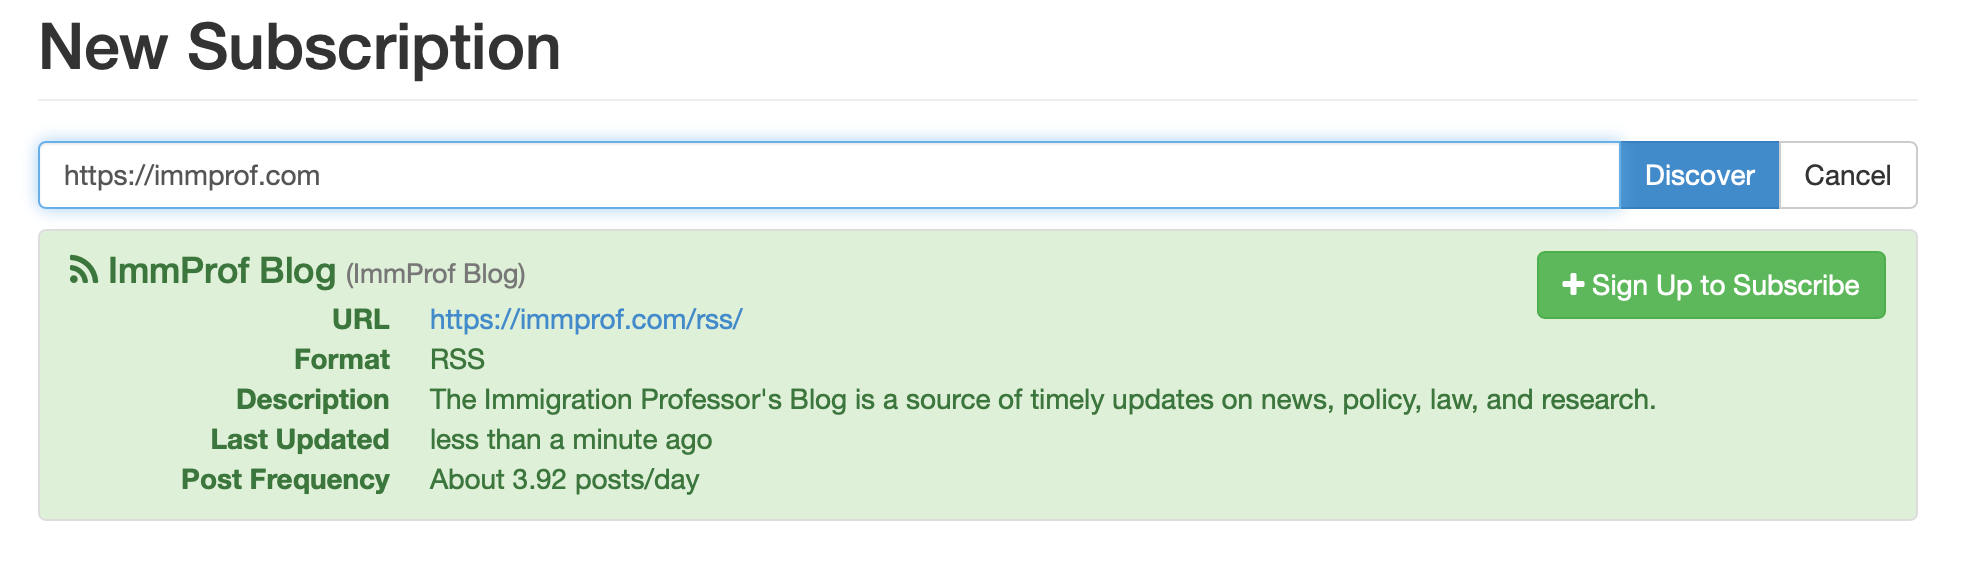 New Subscription
https://immprof.com Discover Cancel
ImmProf Blog (ImmProf Blog) Sign Up to Subscribe
URL https://immprof.com/rss/
Format RSS
Description The Immigration Professor's Blog is a source of timely updates on news, policy, law, and research.
Last Updated less than a minute ago
Post Frequency About 3.92 posts/day